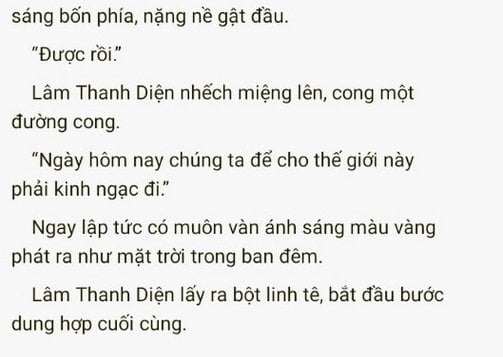 sáng bốn phía, nặng nề gật đầu.
“Được rồi.”
Lâm Thanh Diện nhếch miệng lên, cong một
đường cong.
“Ngày hôm nay chúng ta để cho thế giới này
phải kinh ngạc đi.”
Ngay lập tức có muôn vàn ánh sáng màu vàng
phát ra như mặt trời trong ban đêm.
Lâm Thanh Diện lấy ra bột linh tê, bắt đầu bước
dung hợp cuối cùng.